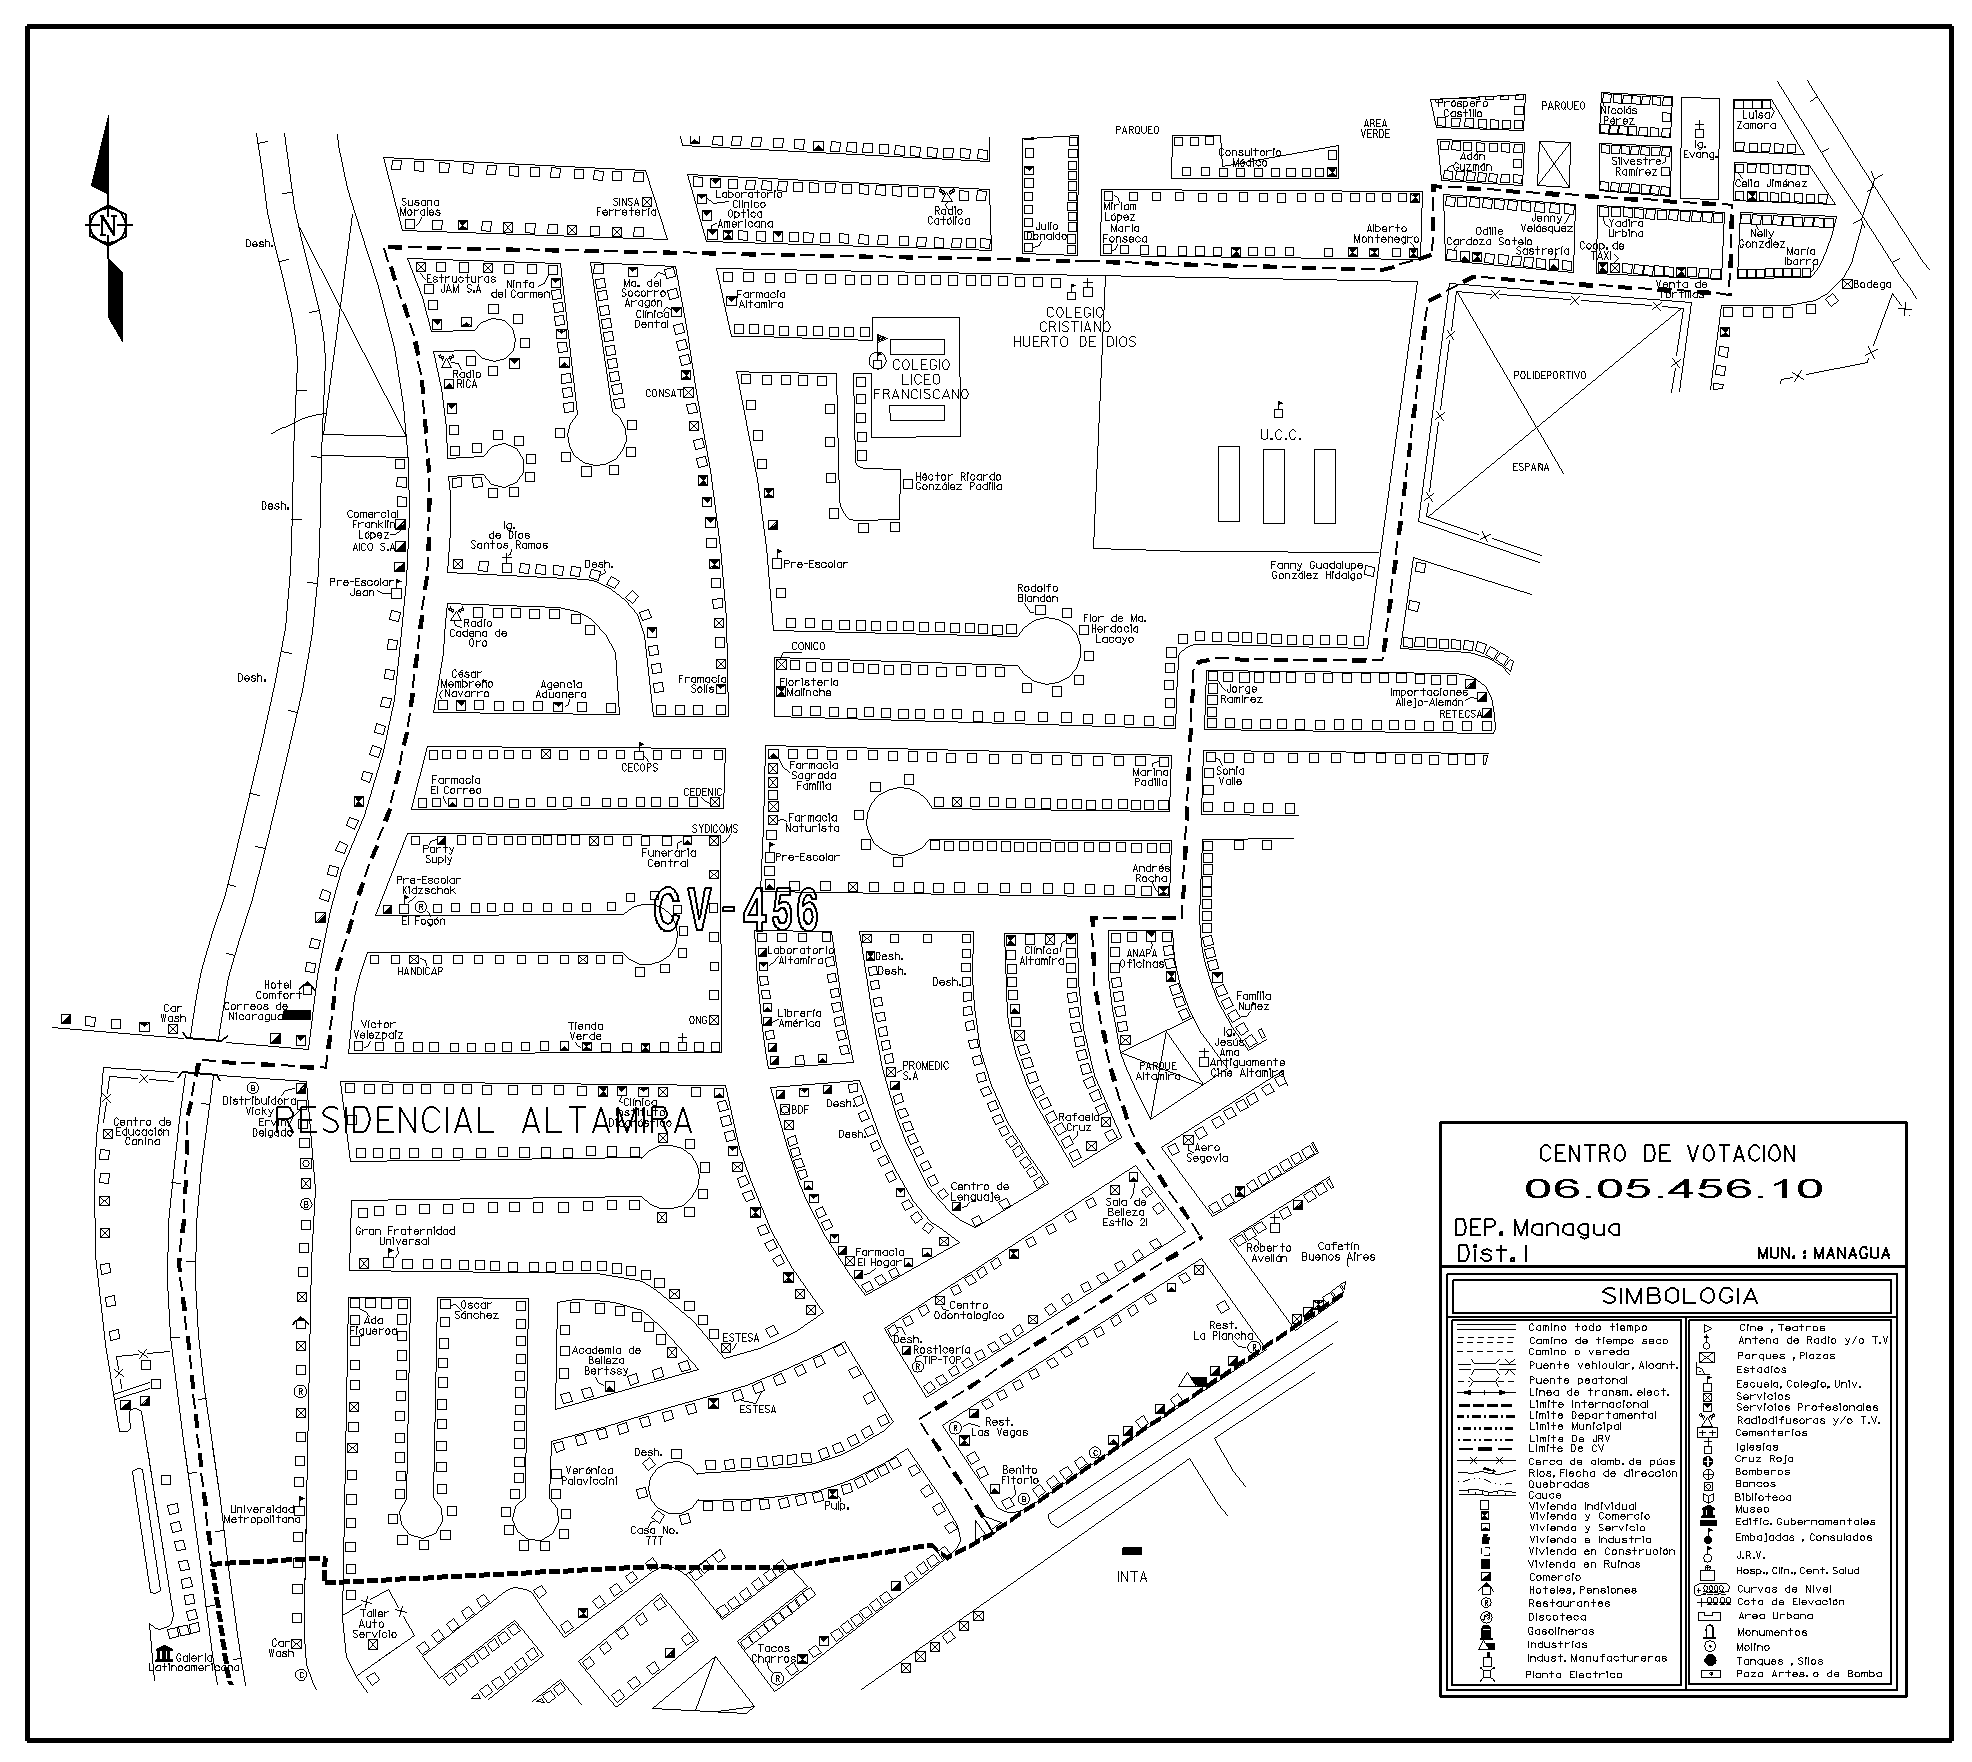 Próspero
Castillo
PARQUEO
Nicolás
Pérez
Luisa
Zamora
PARQUEO
AREA
VERDE
Ig.
Evang.
Consultorio
Médico
Adán
Guzmán
Silvestre
Ramírez
Celia Jiménez
Susana
Morales
SINSA
Ferretería
Laboratorio
Clínico
Optica
Americana
Radio
Católica
Julio
Miriam
López
María
Fonseca
Alberto
Montenegro
Odille
Cardoza Sotelo
Jenny
Velásquez
Sastrería
Yadira
Urbina
Coop. de
TAXI
Nelly
González
María
Ibarra
N
Desh.
Estructuras
JAM S.A
Ninfa
del Carmen
Ma. del
Socorro
Aragón
Clínica
Dental
Farmacia
Altamira
COLEGIO
CRISTIANO
HUERTO DE DIOS
Venta de
Tortillas
Bodega
Radio
RICA
CONSAT
COLEGIO
LICEO
FRANCISCANO
POLIDEPORTIVO
ESPAÑA
U.C.C.
Héctor Ricardo
González Padilla
Desh.
Comercial
Franklin
López
AICO S.A
Ig.
de Dios
Santos Ramos
Desh.
Pre-Escolar
Jean
Pre-Escolar
Fanny Guadalupe
González Hidalgo
Rodolfo
Blandón
Flor de Ma.
Herdocia
Lacayo
Radio
Cadena de
Oro
CONICO
Desh.
César
Membreño
Navarro
Agencia
Aduanera
Framacia
Solis
Floristería
Malinche
Jorge
Ramírez
Importaciones
Allejo-Alemán
RETECSA
CECOPS
Farmacia
El Correo
CEDENIC
Farmacia
Sagrada
Familia
Marina
Padilla
Sonia
Valle
Farmacia
Naturista
SYDICOMS
Party
Suply
Funeraria
Central
Pre-Escolar
Pre-Escolar
Kidzschak
Andrés
Rocha
El Fogón
CV-456
HANDICAP
Laboratorio
Altamira
Desh.
Desh.
Desh.
Clínica
Altamira
ANAPA
Oficinas
Hotel
Comfort
Correos de
Nicaragua
Car
Wash
Victor
Velezpaiz
Tienda
Verde
ONG
Librería
América
Familia
Nuñez
Ig.
Jesús
Ama
Antiguamente
Cine Altamira
PARQUE
Altamira
PROMEDIC
S.A
Distribuidora
Vicky
Ervin
Delgado
RESIDENCIAL ALTAMIRA
Clínica
Instituto
Diagnóstico
BDF
Desh.
Desh.
Centro de
Educación
Canina
Rafaela
Cruz
Aero
Segovia
Centro de
Lenguaje
Sala de
Belleza
Estilo 21
Gran Fraternidad
Universal
Farmacia
El Hogar
Roberto
Avellán
Cafetín
Buenos Aires
Ada
Figueroa
Oscar
Sánchez
Centro
Odontologico
ESTESA
Desh.
Rosticería
TIP-TOP
Rest.
La Plancha
Academia de
Belleza
Bertssy
ESTESA
Rest.
Las Vegas
Desh.
Verónica
Palaviccini
Benito
Fitorio
Universidad
Metropolitana
Casa No.
777
Pulp.
INTA
Taller
Auto
Servicio
Car
Wash
Tacos
Charros
Galería
Latinoamericana
CENTRO DE VOTACION
06.05.456.10
DEP. Managua
Dist.I
MUN. : MANAGUA
SIMBOLOGIA
Camino todo tiempo
Camino de tiempo seco
Camino o vereda
Puente vehicular, Alcant.
Puente peatonal
Linea de transm. elect.
Limite Internacional
Limite Departamental
Limite Municipal
Limite De JRV
Limite De CV
Cerca de alamb. de púas
Rios, Flecha de dirección
Quebradas
Cauce
Vivienda Individual
Vivienda y Comercio
Vivienda y Servicio
Vivienda e Industria
Vivienda en Construcion
Vivienda en Ruinas
Comercio
Hoteles, Pensiones
Restaurantes
Discoteca
Gasolineras
Industrias
Indust. Manufactureras
Planta Electrica
Cine , Teatros
Antena de Radio y/o T.V
Parques , Plazas
Estadios
Escuela, Colegio, Univ.
Servicios
Servicios Profesionales
Radiodifusoras y/o T.V.
Cementerios
Iglesias
Cruz Roja
Bomberos
Bancos
Biblioteca
Museo
Edific. Gubernamentales
Embajadas , Consulados
J.R.V.
Hosp., Clin., Cent. Salud
Curvas de Nivel
Cota de Elevación
Area Urbana
Monumentos
Molino
Tanques , Silos
Pozo Artes. o de Bomba